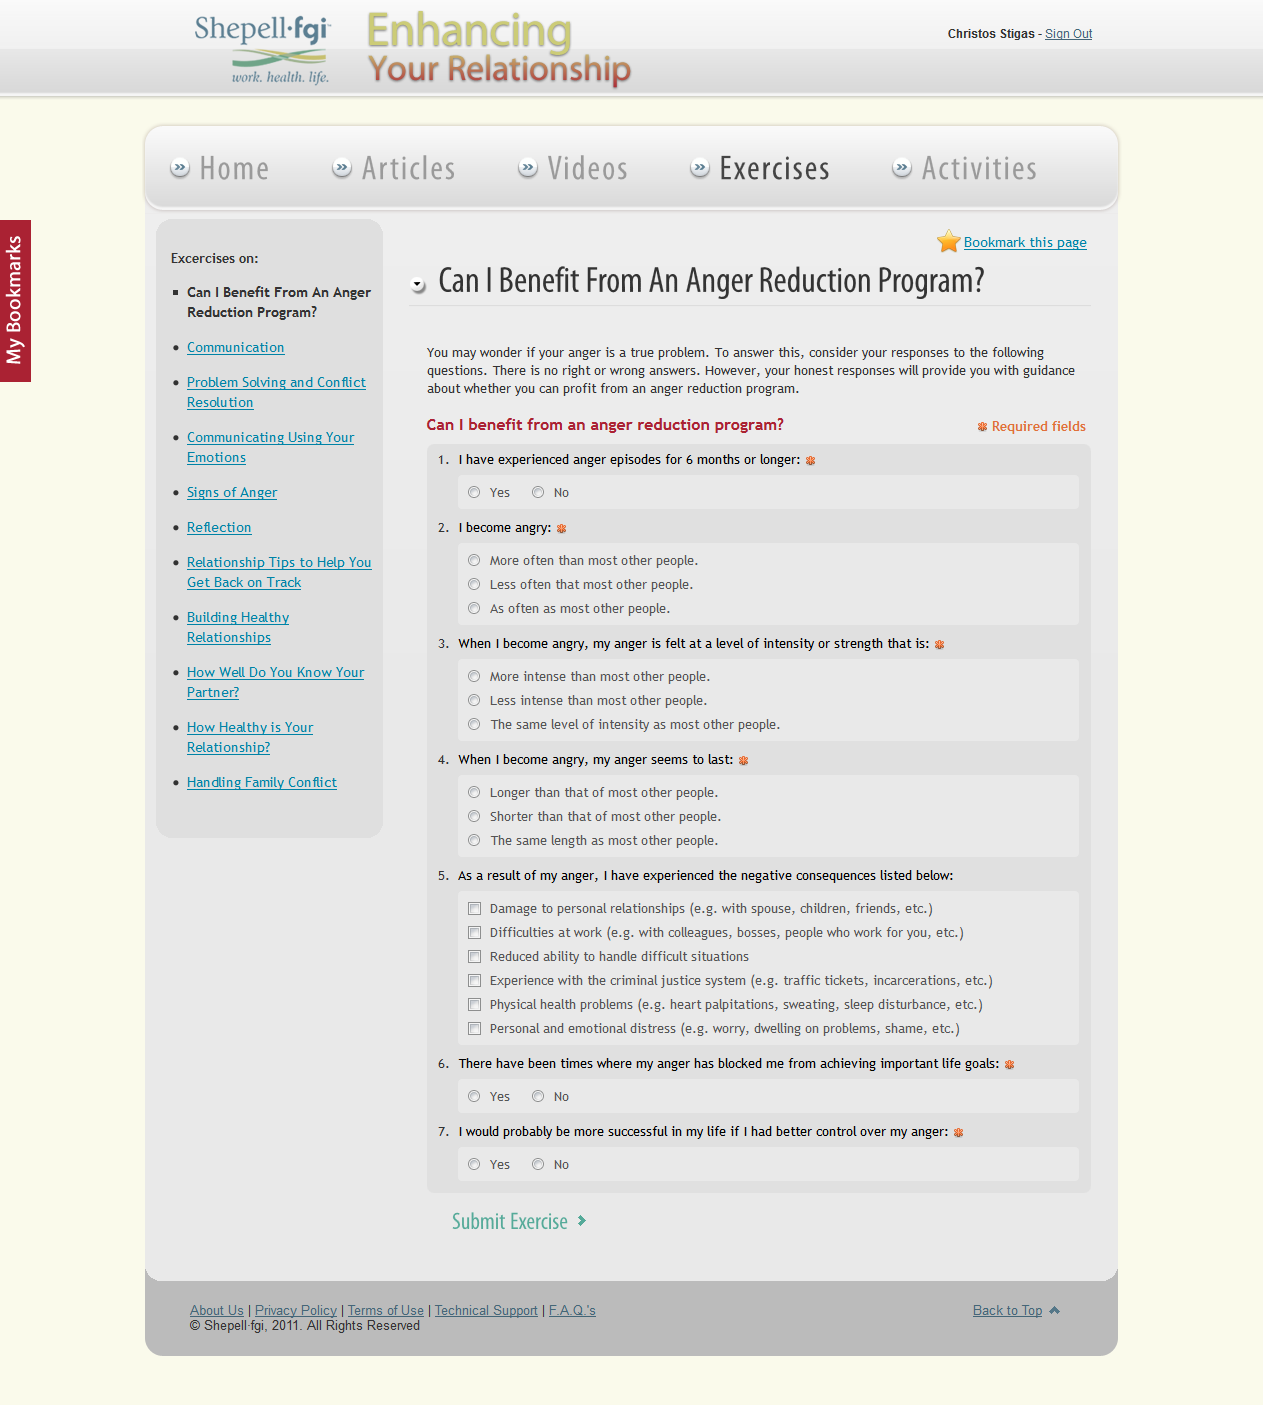 Shepell·fgi
work. health. life.
Enhancing
Your Relationship
Christos Stigas - Sign Out
Home
Articles
Videos
Exercises
Activities
My Bookmarks
Excercises on:
Can I Benefit From An Anger
Reduction Program?
Communication
Problem Solving and Conflict
Resolution
Communicating Using Your
Emotions
Signs of Anger
Reflection
Relationship Tips to Help You
Get Back on Track
Building Healthy
Relationships
How Well Do You Know Your
Partner?
How Healthy is Your
Relationship?
Handling Family Conflict
Bookmark this page
Can I Benefit From An Anger Reduction Program?
You may wonder if your anger is a true problem. To answer this, consider your responses to the following
questions. There is no right or wrong answers. However, your honest responses will provide you with guidance
about whether you can profit from an anger reduction program.
Can I benefit from an anger reduction program?
Required fields
1. I have experienced anger episodes for 6 months or longer:
Yes No
2. I become angry:
More often than most other people.
Less often that most other people.
As often as most other people.
3. When I become angry, my anger is felt at a level of intensity or strength that is:
More intense than most other people.
Less intense than most other people.
The same level of intensity as most other people.
4. When I become angry, my anger seems to last:
Longer than that of most other people.
Shorter than that of most other people.
The same length as most other people.
5. As a result of my anger, I have experienced the negative consequences listed below:
Damage to personal relationships (e.g. with spouse, children, friends, etc.)
Difficulties at work (e.g. with colleagues, bosses, people who work for you, etc.)
Reduced ability to handle difficult situations
Experience with the criminal justice system (e.g. traffic tickets, incarcerations, etc.)
Physical health problems (e.g. heart palpitations, sweating, sleep disturbance, etc.)
Personal and emotional distress (e.g. worry, dwelling on problems, shame, etc.)
6. There have been times where my anger has blocked me from achieving important life goals:
Yes No
7. I would probably be more successful in my life if I had better control over my anger:
Yes No
Submit Exercise
About Us | Privacy Policy | Terms of Use | Technical Support | F.A.Q.'s
© Shepell·fgi, 2011. All Rights Reserved
Back to Top